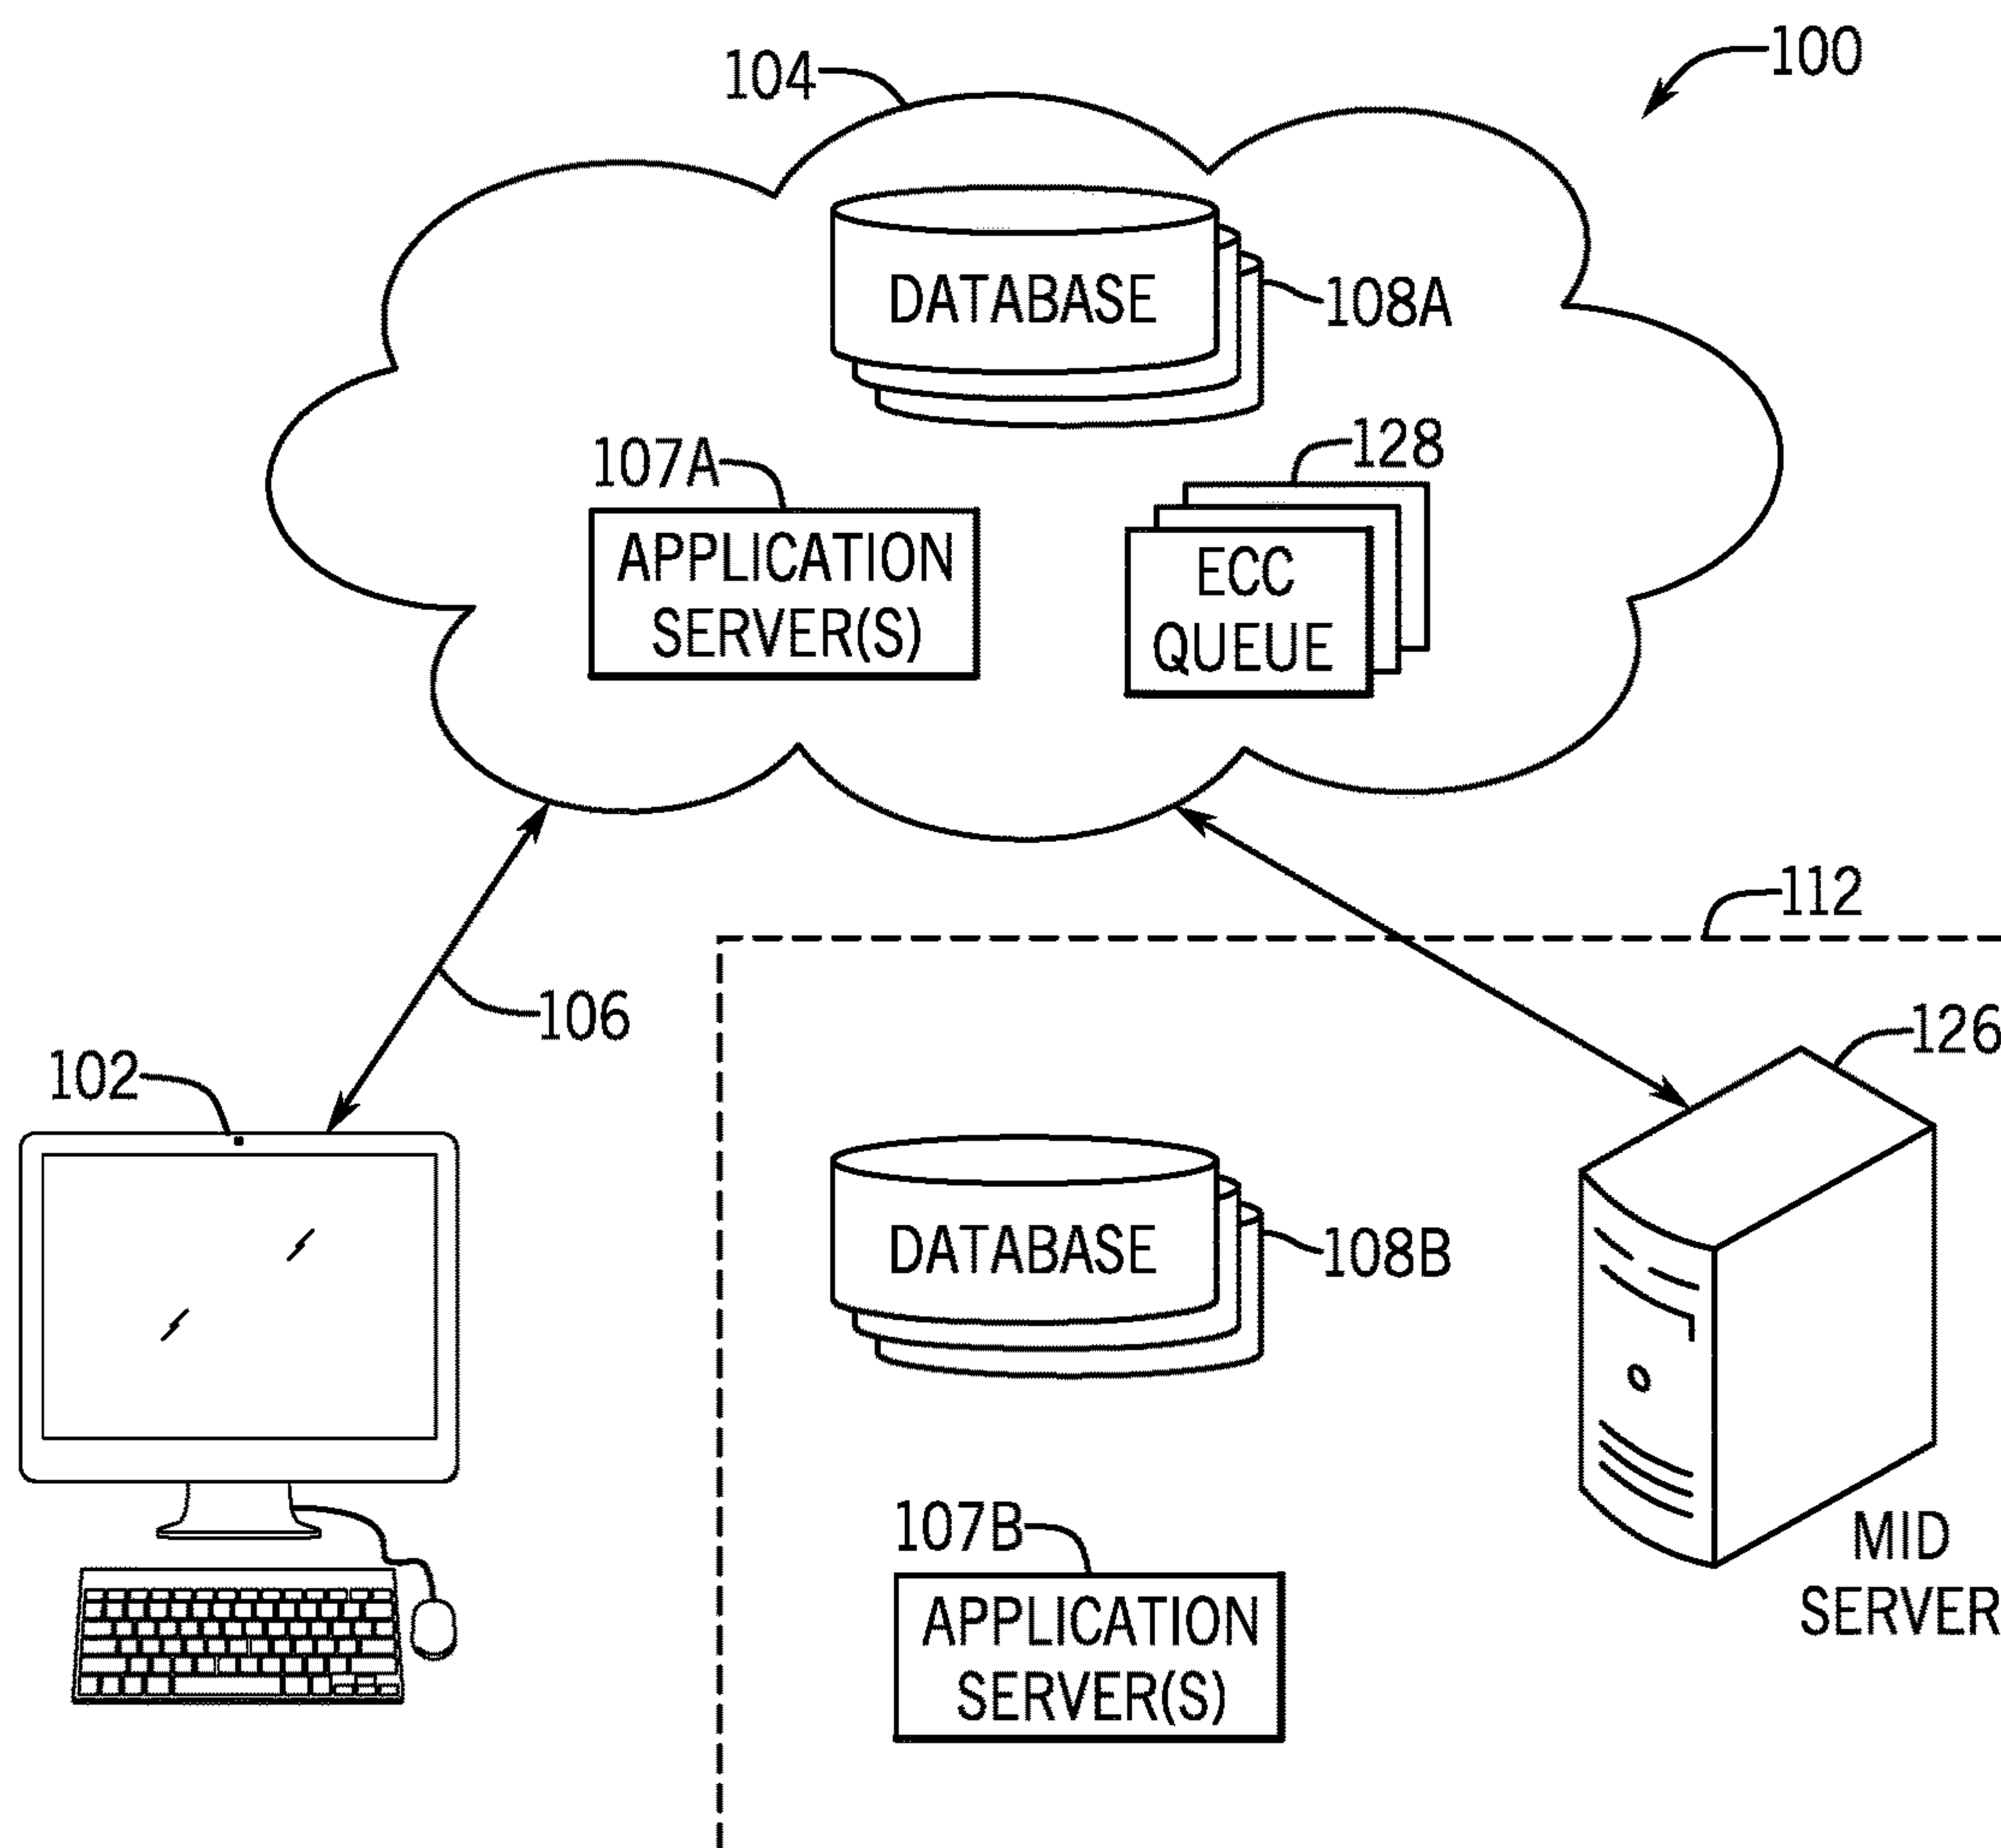 100
104
DATABASE
108A
107A
128
APPLICATION
SERVER(S)
ECC
QUEUE
112
106
126
102
DATABASE
108B
107B
MID
SERVER
APPLICATION
SERVER(S)